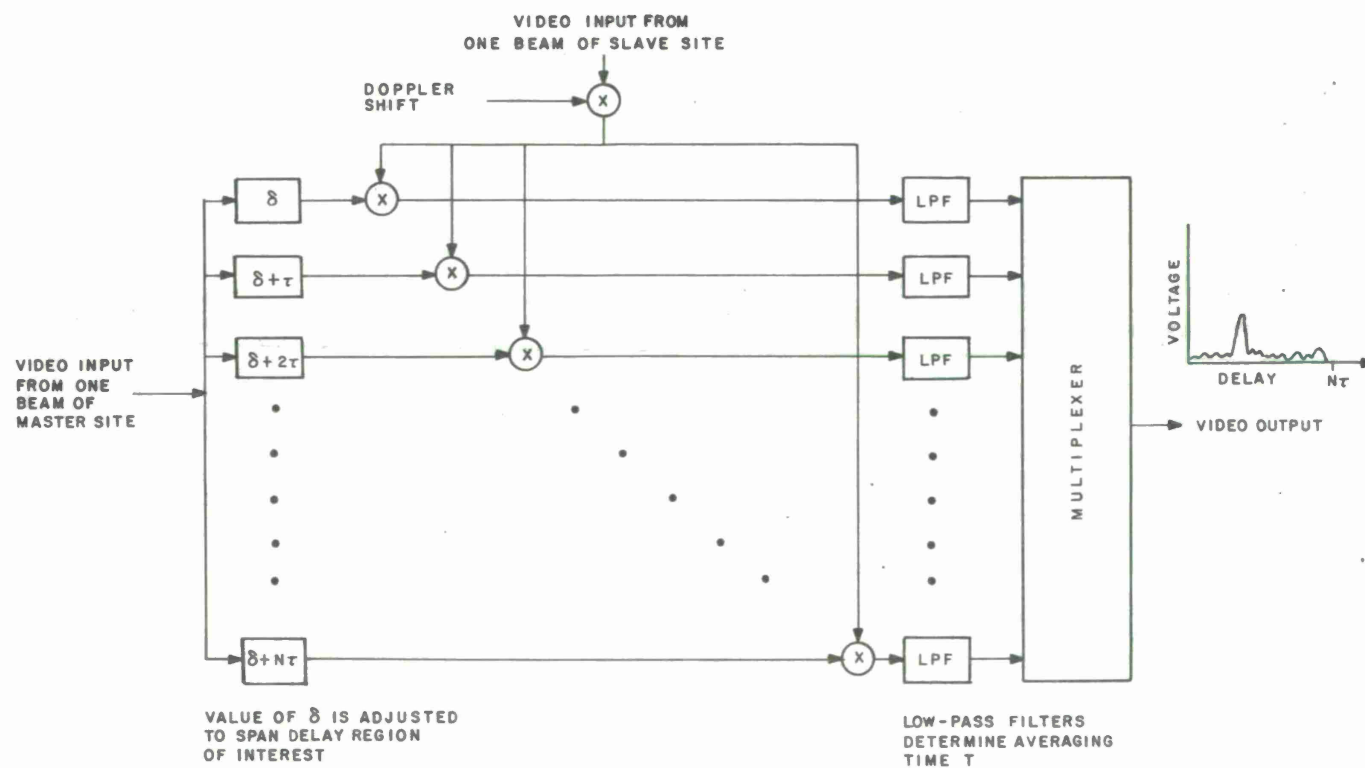 VIDEO INPUT FROM
ONE BEAM OF SLAVE SITE
DOPPLER
SHIFT
X
δ
X
LPF
δ+τ
X
LPF
δ+2τ
X
LPF
VIDEO INPUT
FROM ONE
BEAM OF
MASTER SITE
MULTIPLEXER
VOLTAGE
DELAY
Nτ
VIDEO OUTPUT
δ+Nτ
X
LPF
VALUE OF δ IS ADJUSTED
TO SPAN DELAY REGION
OF INTEREST
LOW-PASS FILTERS
DETERMINE AVERAGING
TIME T